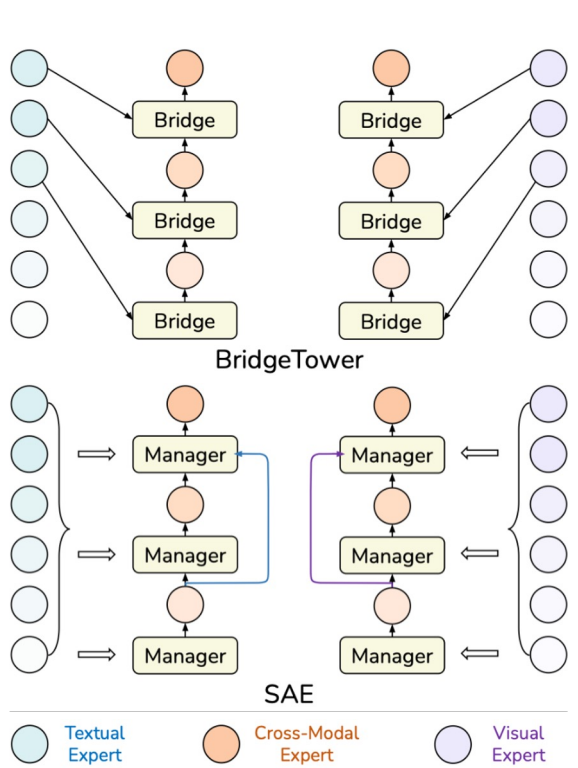 Bridge
Bridge
Bridge
Bridge
Bridge
Bridge
BridgeTower
Manager
Manager
Manager
Manager
Manager
Manager
SAE
Textual
Expert
Cross-Modal
Expert
Visual
Expert